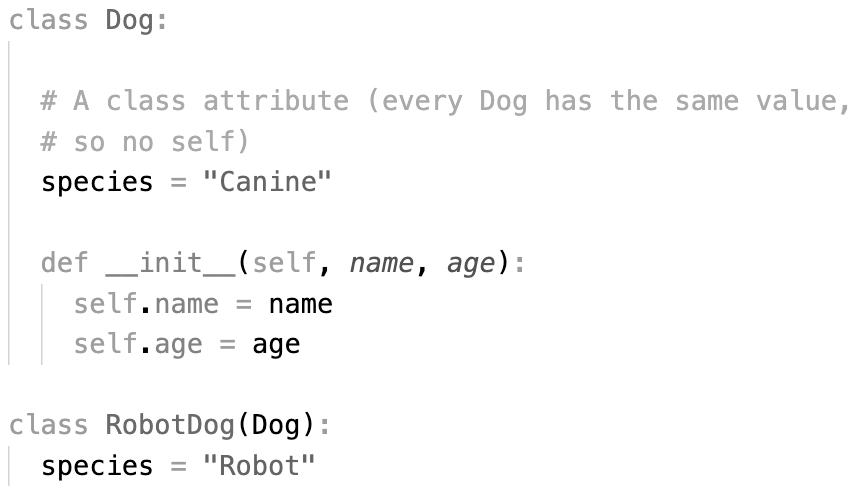 class Dog:
# A class attribute (every Dog has the same value,
# so no self)
species = "Canine"
def __init__(self, name, age):
self.name = name
self.age = age
class RobotDog(Dog):
species = "Robot"